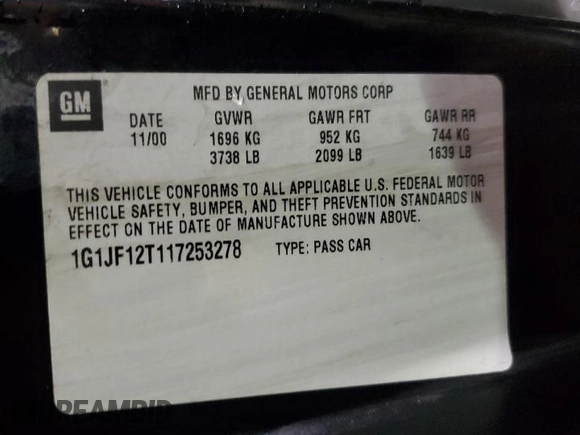 GM
MFD BY GENERAL MOTORS CORP
DATE GVWR GAWR FRT GAWR RR
11/00 1696 KG 952 KG 744 KG
3738 LB 2099 LB 1639 LB
THIS VEHICLE CONFORMS TO ALL APPLICABLE U.S. FEDERAL MOTOR
VEHICLE SAFETY, BUMPER, AND THEFT PREVENTION STANDARDS IN
EFFECT ON THE DATE OF MANUFACTURE SHOWN ABOVE.
1G1JF12T117253278 TYPE: PASS CAR
DREAMBID